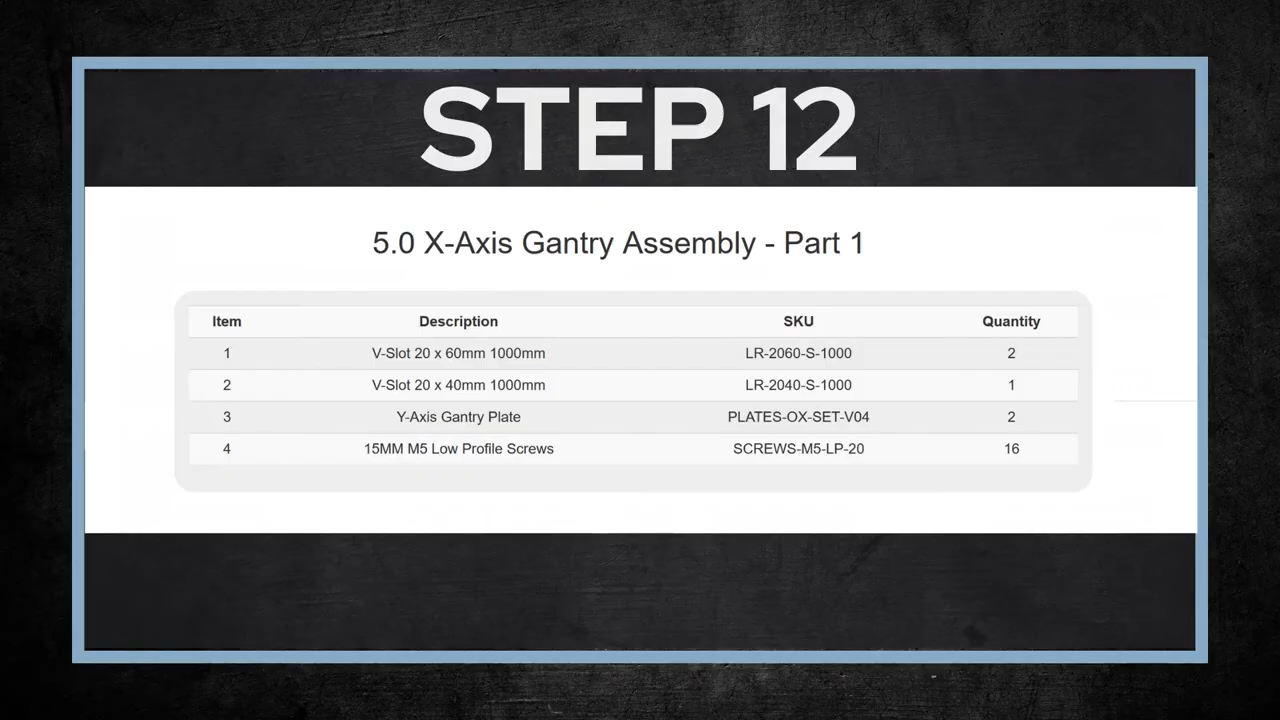 STEP 12
5.0 X-Axis Gantry Assembly - Part 1
Item Description SKU Quantity
1 V-Slot 20 x 60mm 1000mm LR-2060-S-1000 2
2 V-Slot 20 x 40mm 1000mm LR-2040-S-1000 1
3 Y-Axis Gantry Plate PLATES-OX-SET-V04 2
4 15MM M5 Low Profile Screws SCREWS-M5-LP-20 16